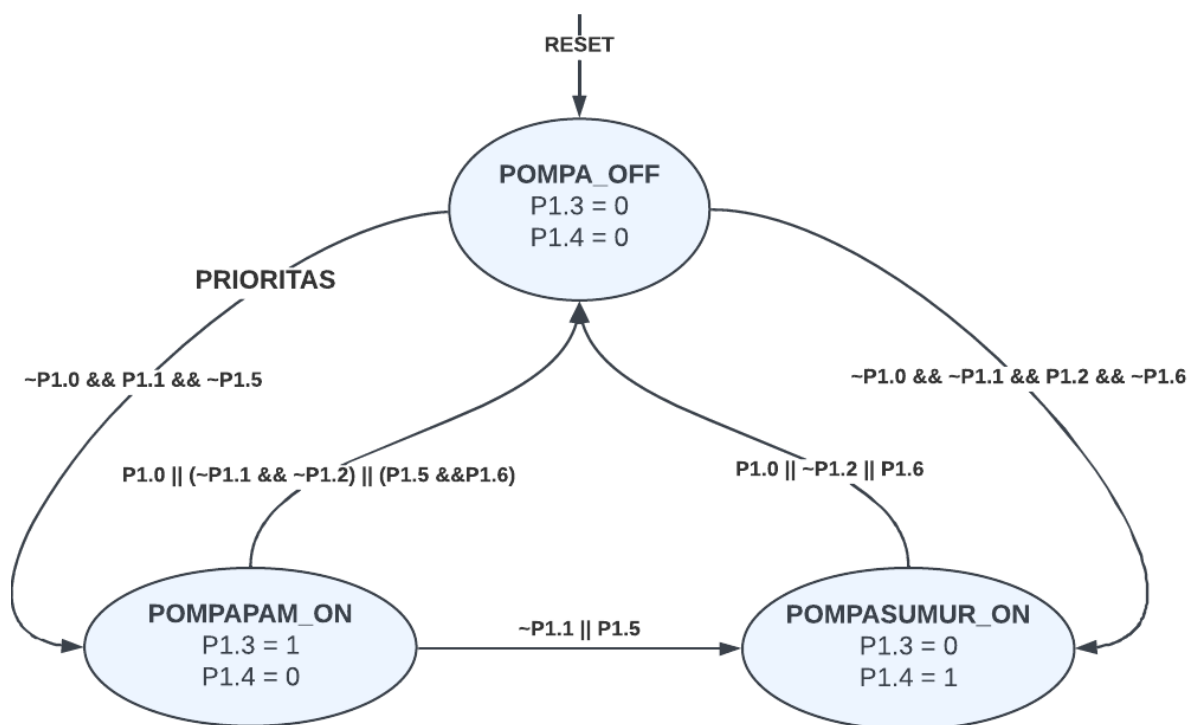 RESET
POMPA_OFF
P1.3 = 0
P1.4 = 0
PRIORITAS
~P1.0 && P1.1 && ~P1.5
~P1.0 && ~P1.1 && P1.2 && ~P1.6
P1.0 || (~P1.1 && ~P1.2) || (P1.5 &&P1.6)
P1.0 || ~P1.2 || P1.6
POMPAPAM_ON
P1.3 = 1
P1.4 = 0
~P1.1 || P1.5
POMPASUMUR_ON
P1.3 = 0
P1.4 = 1